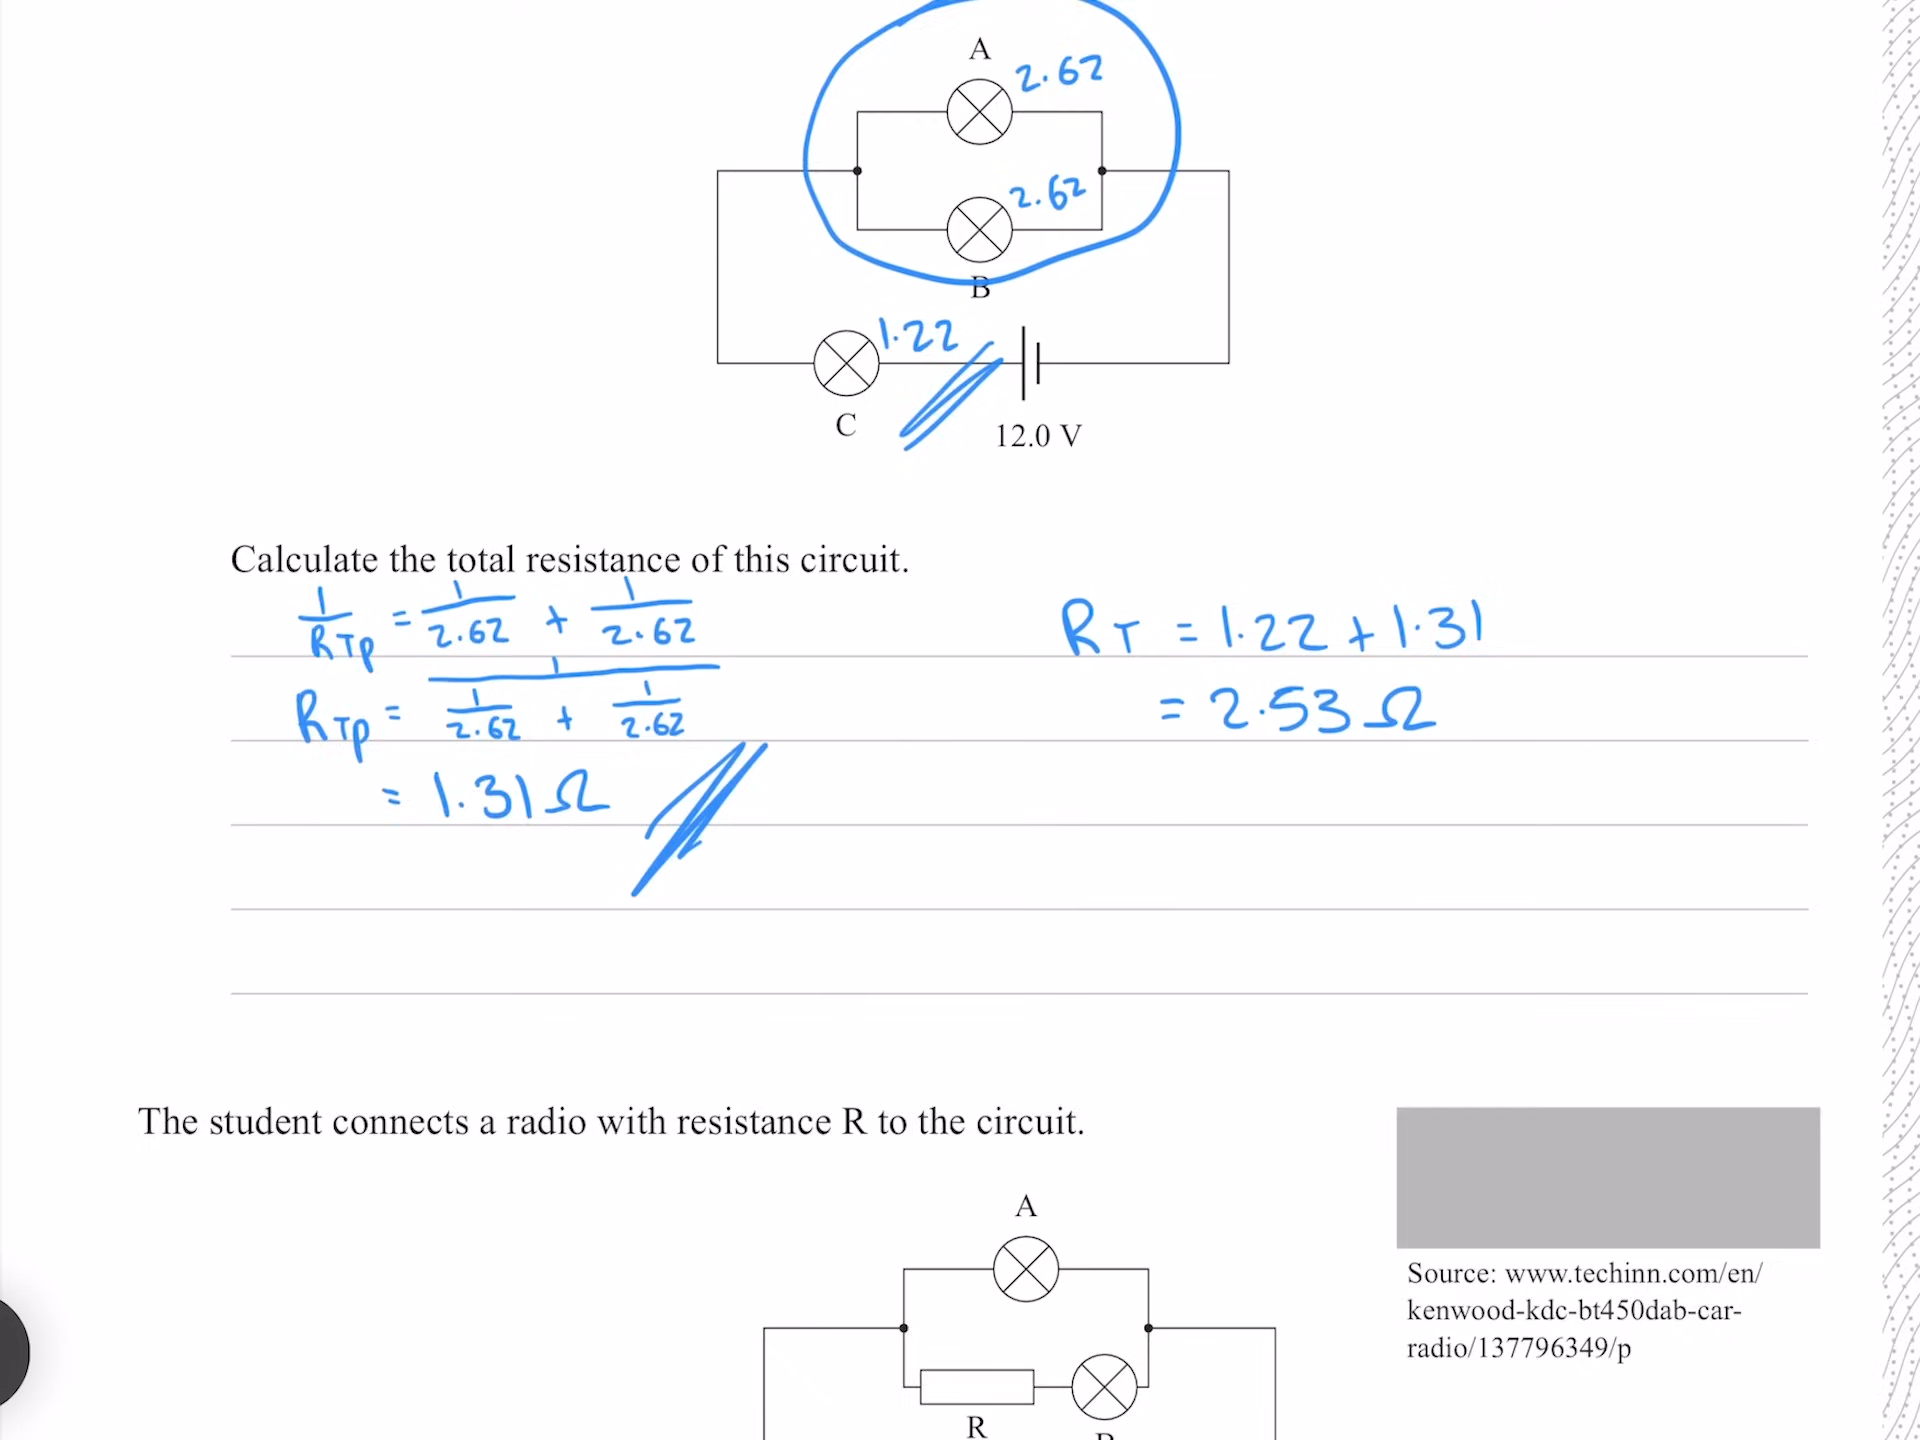 A
2.62
2.62
B
1.22
C
12.0 V
Calculate the total resistance of this circuit.
1/RTp = 1/2.62 + 1/2.62
RTp = 1/(1/2.62 + 1/2.62)
= 1.31 Ω
RT = 1.22 + 1.31
= 2.53 Ω
The student connects a radio with resistance R to the circuit.
A
R
Source: www.techinn.com/en/
kenwood-kdc-bt450dab-car-
radio/137796349/p